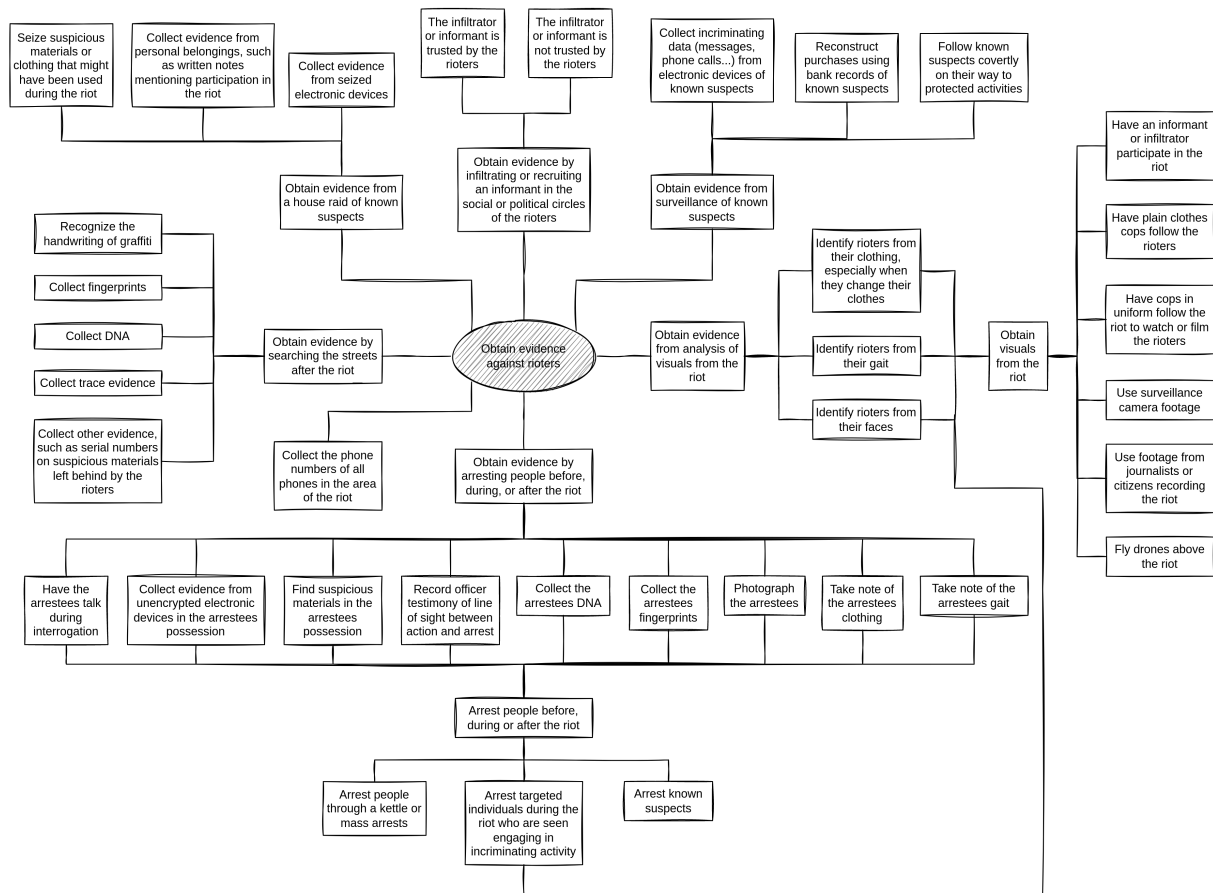 Seize suspicious
materials or
clothing that might
have been used
during the riot
Collect evidence from
personal belongings, such
as written notes
mentioning participation in
the riot
Collect evidence
from seized
electronic devices
The infiltrator
or informant is
trusted by the
rioters
The infiltrator
or informant is
not trusted by
the rioters
Collect incriminating
data (messages,
phone calls...) from
electronic devices of
known suspects
Reconstruct
purchases using
bank records of
known suspects
Follow known
suspects covertly
on their way to
protected activities
Obtain evidence from
a house raid of known
suspects
Obtain evidence by
infiltrating or recruiting
an informant in the
social or political circles
of the rioters
Obtain evidence from
surveillance of known
suspects
Have an informant
or infiltrator
participate in the
riot
Have plain clothes
cops follow the
rioters
Have cops in
uniform follow the
riot to watch or film
the rioters
Use surveillance
camera footage
Use footage from
journalists or
citizens recording
the riot
Fly drones above
the riot
Recognize the
handwriting of graffiti
Collect fingerprints
Collect DNA
Collect trace evidence
Collect other evidence,
such as serial numbers
on suspicious materials
left behind by the
rioters
Obtain evidence by
searching the streets
after the riot
Obtain evidence
against rioters
Obtain evidence
from analysis of
visuals from the
riot
Identify rioters from
their clothing,
especially when
they change their
clothes
Identify rioters from
their gait
Identify rioters from
their faces
Obtain
visuals from
the riot
Collect the phone
numbers of all
phones in the area
of the riot
Obtain evidence by
arresting people before,
during, or after the riot
Have the
arrestees talk
during
interrogation
Collect evidence from
unencrypted electronic
devices in the arrestees
possession
Find suspicious
materials in the
arrestees
possession
Record officer
testimony of line
of sight between
action and arrest
Collect the
arrestees DNA
Collect the
arrestees
fingerprints
Photograph
the arrestees
Take note of
the arrestees
clothing
Take note of the
arrestees gait
Arrest people before,
during or after the riot
Arrest people
through a kettle or
mass arrests
Arrest targeted
individuals during the
riot who are seen
engaging in
incriminating activity
Arrest known
suspects